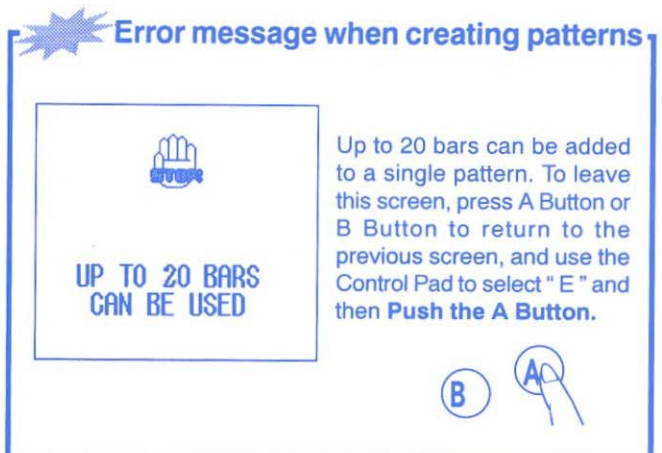 Error message when creating patterns
STOP!
UP TO 20 BARS
CAN BE USED
Up to 20 bars can be added
to a single pattern. To leave
this screen, press A Button or
B Button to return to the
previous screen, and use the
Control Pad to select " E " and
then Push the A Button.
B
A